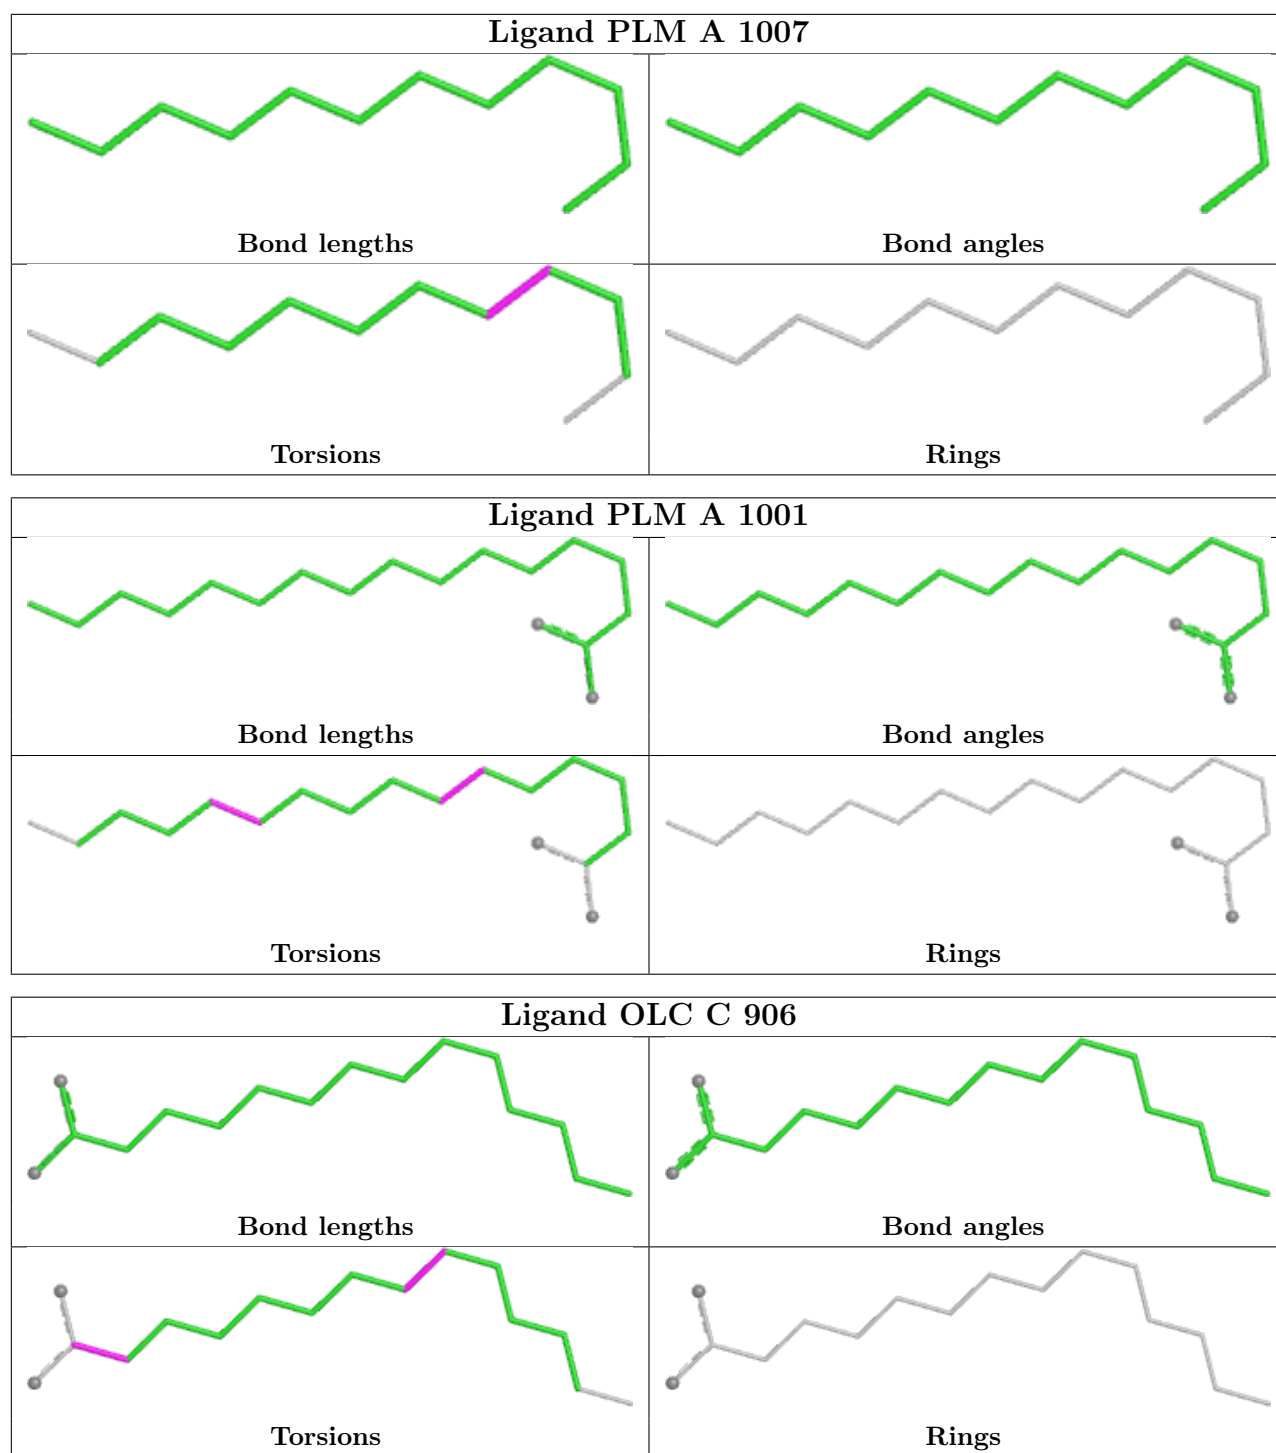 Ligand PLM A 1007
Bond lengths
Bond angles
Torsions
Rings
Ligand PLM A 1001
Bond lengths
Bond angles
Torsions
Rings
Ligand OLC C 906
Bond lengths
Bond angles
Torsions
Rings